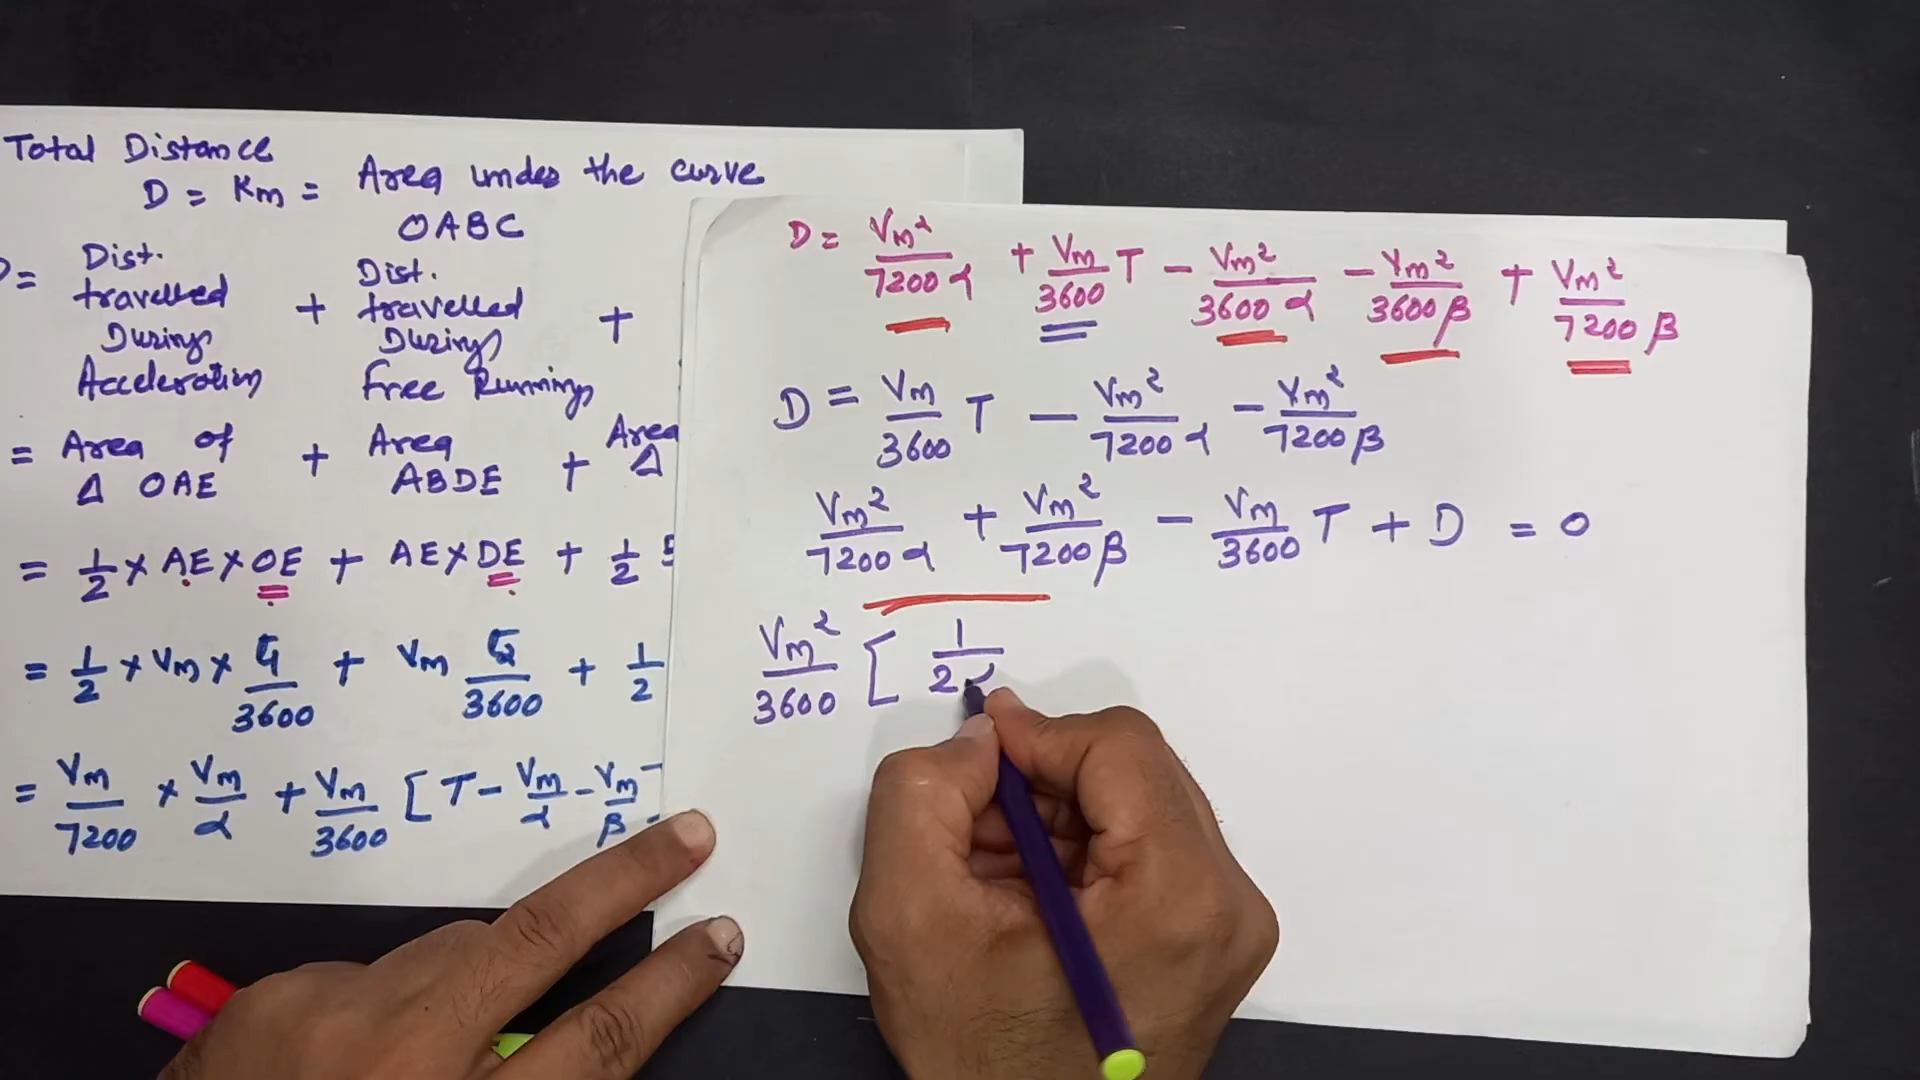 Total Distance
D = Km = Area under the curve
OABC
D = Dist. travelled During Acceleration + Dist. travelled During Free Running +
= Area of Δ OAE + Area ABDE + Area Δ
= 1/2 × AE × OE + AE × DE + 1/2
= 1/2 × Vm × t1/3600 + Vm t2/3600 + 1/2
= Vm/7200 × Vm/α + Vm/3600 [T - Vm/α - Vm/β
D = Vm²/7200α + Vm/3600 T - Vm²/3600α - Vm²/3600β + Vm²/7200β
D = Vm/3600 T - Vm²/7200α - Vm²/7200β
Vm²/7200α + Vm²/7200β - Vm/3600 T + D = 0
Vm²/3600 [ 1/2α